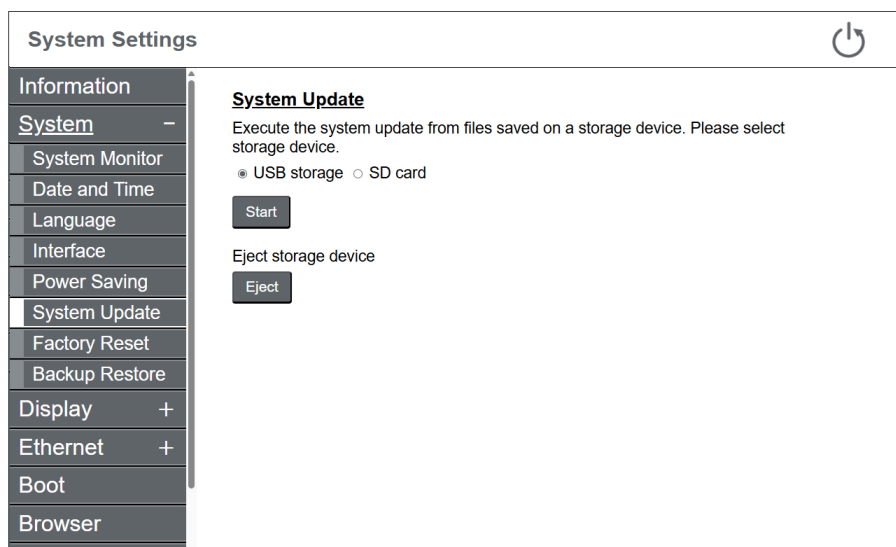 System Settings
Information
System −
System Monitor
Date and Time
Language
Interface
Power Saving
System Update
Factory Reset
Backup Restore
Display +
Ethernet +
Boot
Browser
System Update
Execute the system update from files saved on a storage device. Please select
storage device.
USB storage SD card
Start
Eject storage device
Eject